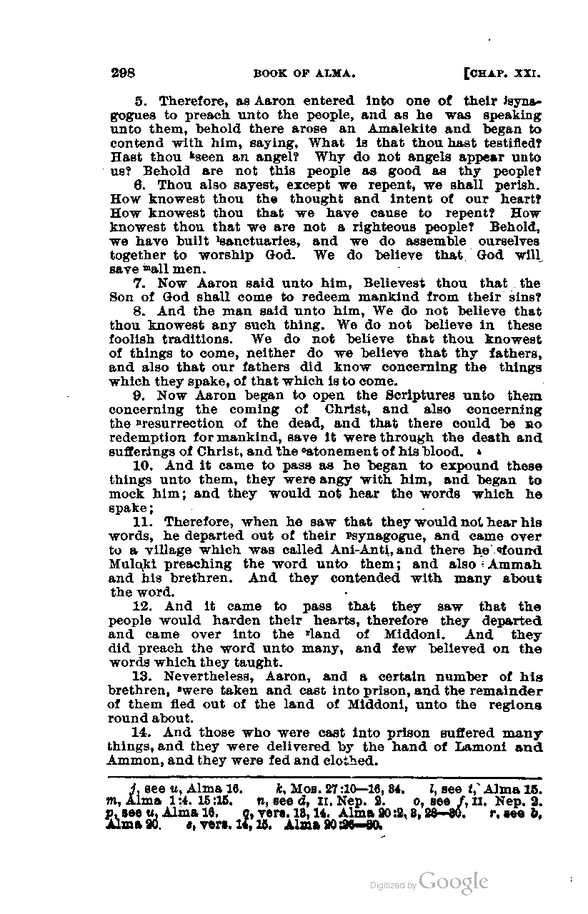 298 BOOK OF ALMA. [CHAP. XXI.
5. Therefore, as Aaron entered into one of their jsyna-
gogues to preach unto the people, and as he was speaking
unto them, behold there arose an Amalekite and began to
contend with him, saying, What is that thou hast testified?
Hast thou kseen an angel? Why do not angels appear unto
us? Behold are not this people as good as thy people?
6. Thou also sayest, except we repent, we shall perish.
How knowest thou the thought and intent of our heart?
How knowest thou that we have cause to repent? How
knowest thou that we are not a righteous people? Behold,
we have built lsanctuaries, and we do assemble ourselves
together to worship God. We do believe that God will
save mall men.
7. Now Aaron said unto him, Believest thou that the
Son of God shall come to redeem mankind from their sins?
8. And the man said unto him, We do not believe that
thou knowest any such thing. We do not believe in these
foolish traditions. We do not believe that thou knowest
of things to come, neither do we believe that thy fathers,
and also that our fathers did know concerning the things
which they spake, of that which is to come.
9. Now Aaron began to open the Scriptures unto them
concerning the coming of Christ, and also concerning
the nresurrection of the dead, and that there could be no
redemption for mankind, save it were through the death and
sufferings of Christ, and the oatonement of his blood.
10. And it came to pass as he began to expound these
things unto them, they were angy with him, and began to
mock him; and they would not hear the words which he
spake;
11. Therefore, when he saw that they would not hear his
words, he departed out of their psynagogue, and came over
to a village which was called Ani-Anti, and there he qfound
Muloki preaching the word unto them; and also Ammah
and his brethren. And they contended with many about
the word.
12. And it came to pass that they saw that the
people would harden their hearts, therefore they departed
and came over into the rland of Middoni. And they
did preach the word unto many, and few believed on the
words which they taught.
13. Nevertheless, Aaron, and a certain number of his
brethren, swere taken and cast into prison, and the remainder
of them fled out of the land of Middoni, unto the regions
round about.
14. And those who were cast into prison suffered many
things, and they were delivered by the hand of Lamoni and
Ammon, and they were fed and clothed.
j, see u, Alma 16. k, Mos. 27:10—16, 34. l, see t, Alma 15.
m, Alma 1:4. 15:15. n, see d, II. Nep. 2. o, see f, II. Nep. 2.
p, see u, Alma 16. q, vers. 13, 14. Alma 20:2, 3, 28—30. r, see b,
Alma 20. s, vers. 14, 15. Alma 20:26—30.
Digitized by Google